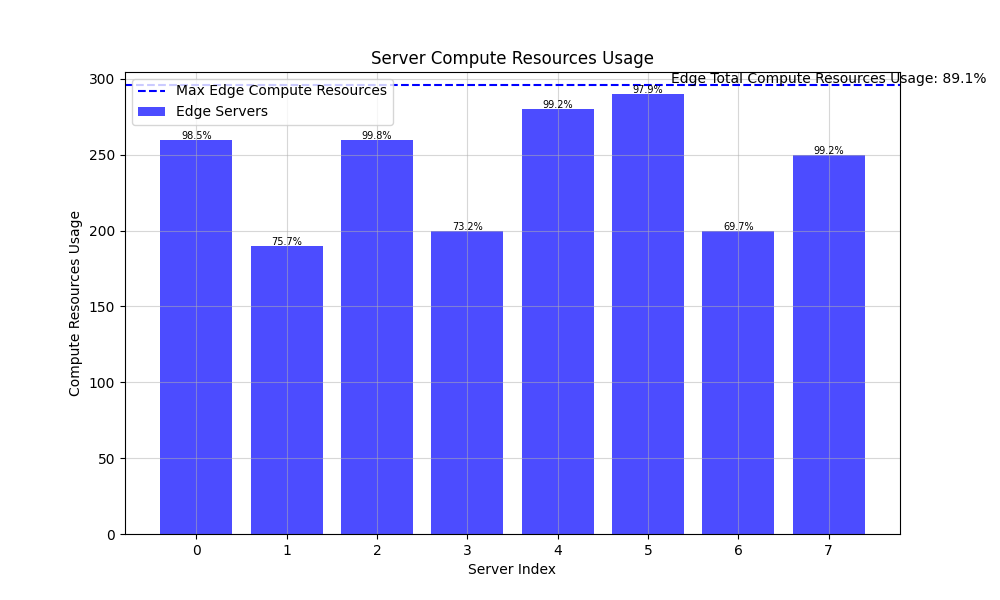 Server Compute Resources Usage
Edge Total Compute Resources Usage: 89.1%
Max Edge Compute Resources
Edge Servers
98.5%
75.7%
99.8%
73.2%
99.2%
97.9%
69.7%
99.2%
300
250
200
150
100
50
0
Compute Resources Usage
0 1 2 3 4 5 6 7
Server Index